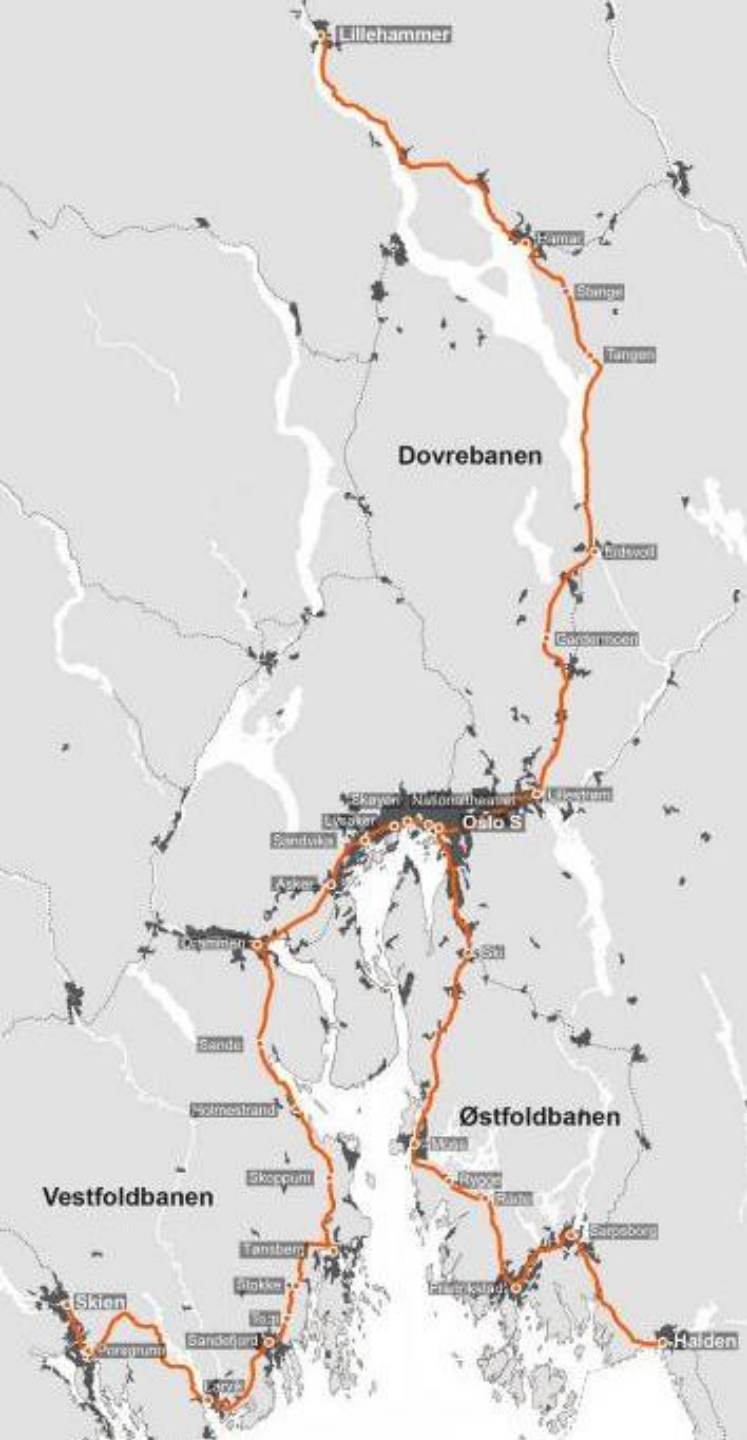 Lillehammer
Hamar
Stange
Tangen
Dovrebanen
Eidsvoll
Gardermoen
Lillestrøm
Skøyen
Nationaltheatret
Lysaker
Oslo S
Sandvika
Asker
Drammen
Ski
Sande
Holmestrand
Østfoldbanen
Moss
Skoppum
Rygge
Råde
Vestfoldbanen
Sarpsborg
Tønsberg
Stokke
Fredrikstad
Skien
Torp
Sandefjord
Halden
Porsgrunn
Larvik